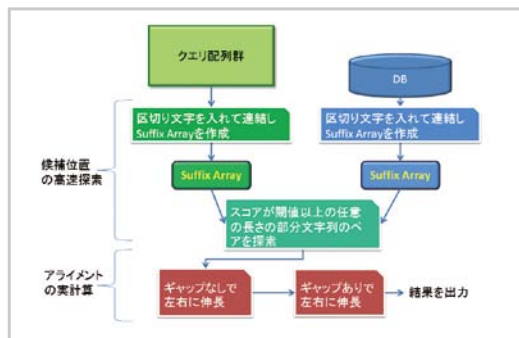 クエリ配列群
DB
区切り文字を入れて連結し
Suffix Arrayを作成
区切り文字を入れて連結し
Suffix Arrayを作成
候補位置
の高速探索
Suffix Array
Suffix Array
スコアが閾値以上の任意
の長さの部分文字列のペ
アを探索
アライメント
の実計算
ギャップなしで
左右に伸長
ギャップありで
左右に伸長
結果を出力